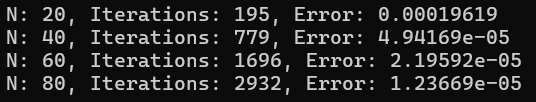 N: 20, Iterations: 195, Error: 0.00019619
N: 40, Iterations: 779, Error: 4.94169e-05
N: 60, Iterations: 1696, Error: 2.19592e-05
N: 80, Iterations: 2932, Error: 1.23669e-05